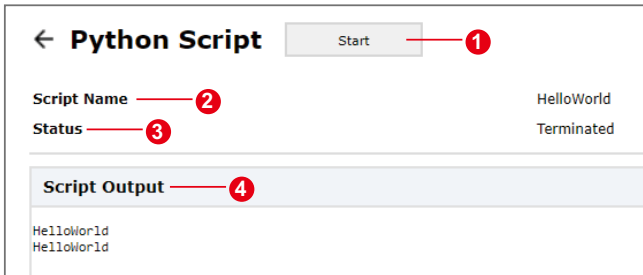 ← Python Script Start 1
Script Name 2 HelloWorld
Status 3 Terminated
Script Output 4
HelloWorld
HelloWorld